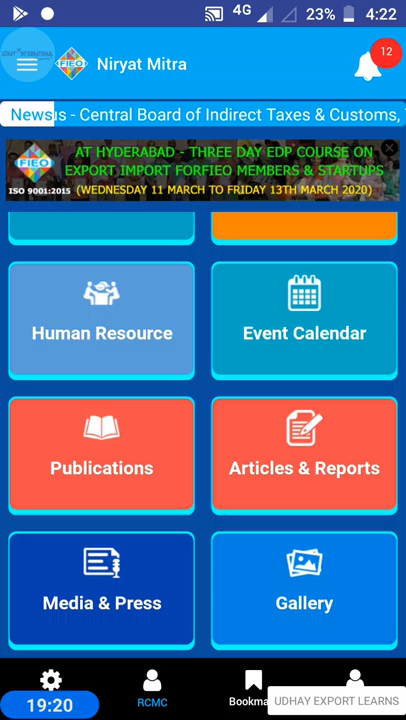 4G 23% 4:22
FIEO Niryat Mitra 12
News us - Central Board of Indirect Taxes & Customs,
FIEO
AT HYDERABAD - THREE DAY EDP COURSE ON
EXPORT IMPORT FORFIEO MEMBERS & STARTUPS
ISO 9001:2015 (WEDNESDAY 11 MARCH TO FRIDAY 13TH MARCH 2020)
Human Resource
Event Calendar
Publications
Articles & Reports
Media & Press
Gallery
RCMC
Bookma
19:20
UDHAY EXPORT LEARNS